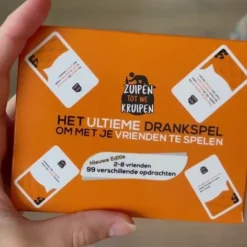 ZUIPEN
TOT WE
KRUIPEN
HET ULTIEME DRANKSPEL
OM MET JE VRIENDEN TE SPELEN
Nieuwe Editie
2-8 vrienden
99 verschillende opdrachten